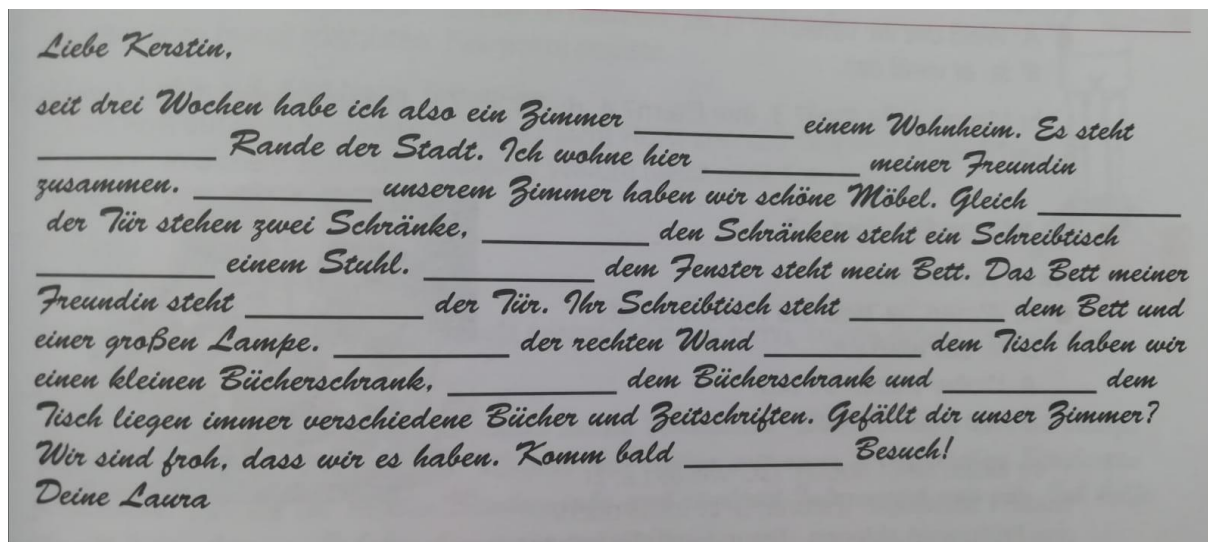 Liebe Kerstin,
seit drei Wochen habe ich also ein Zimmer __________ einem Wohnheim. Es steht
__________ Rande der Stadt. Ich wohne hier __________ meiner Freundin
zusammen. __________ unserem Zimmer haben wir schöne Möbel. Gleich __________
der Tür stehen zwei Schränke, __________ den Schränken steht ein Schreibtisch
__________ einem Stuhl. __________ dem Fenster steht mein Bett. Das Bett meiner
Freundin steht __________ der Tür. Ihr Schreibtisch steht __________ dem Bett und
einer großen Lampe. __________ der rechten Wand __________ dem Tisch haben wir
einen kleinen Bücherschrank, __________ dem Bücherschrank und __________ dem
Tisch liegen immer verschiedene Bücher und Zeitschriften. Gefällt dir unser Zimmer?
Wir sind froh, dass wir es haben. Komm bald __________ Besuch!
Deine Laura